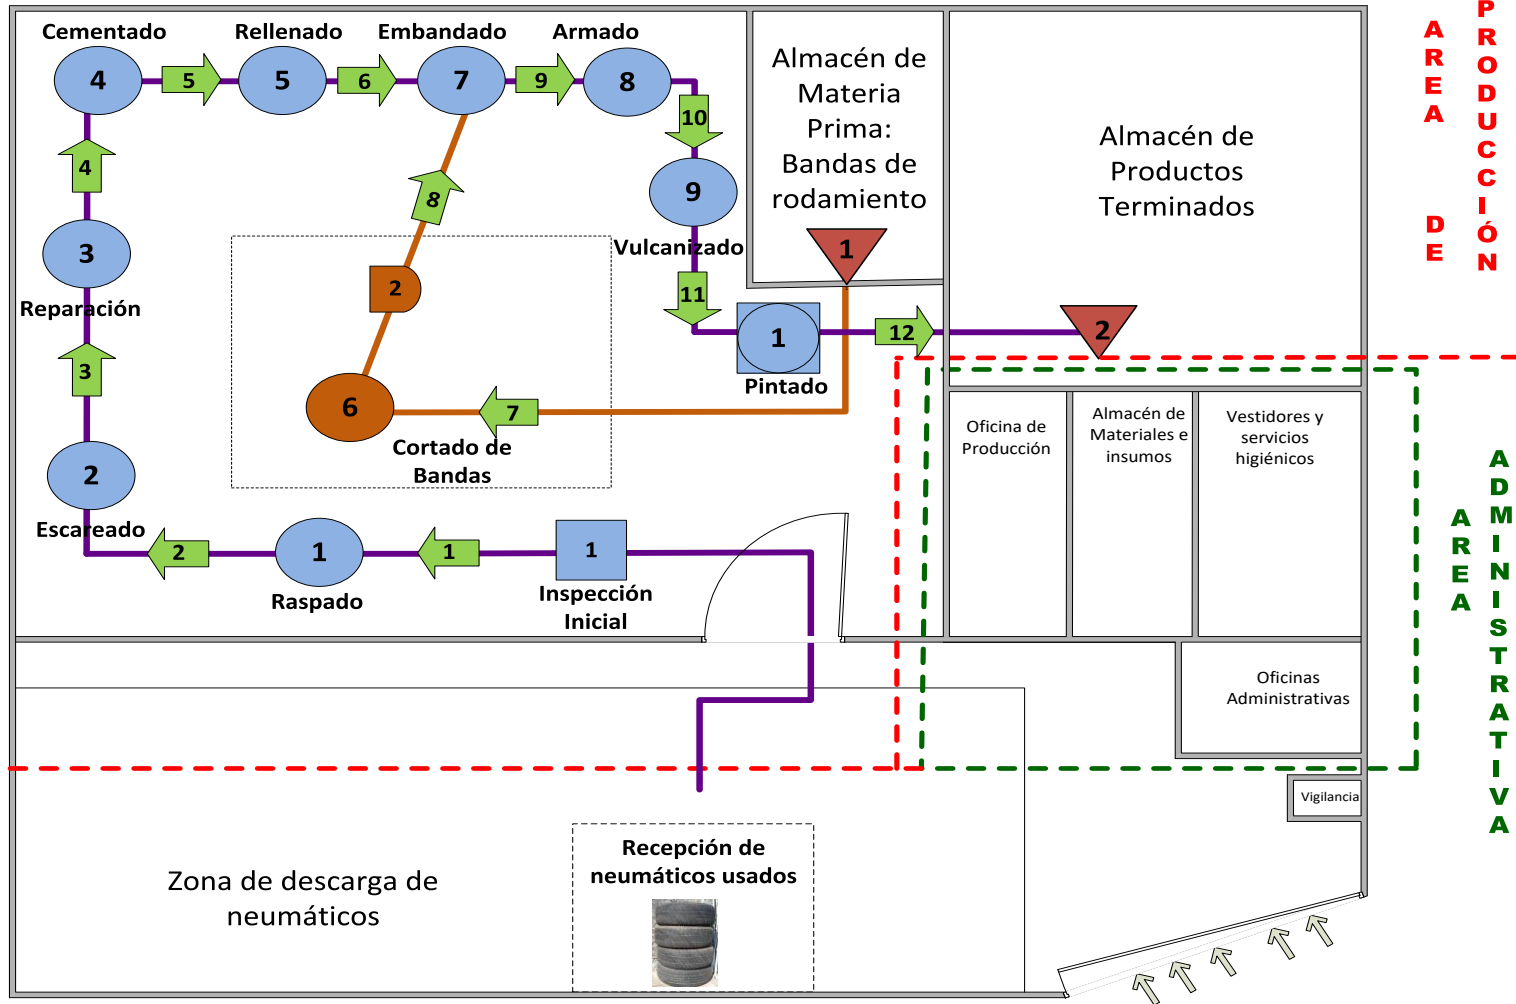 Cementado
4
5
Rellenado
5
6
Embandado
7
9
Armado
8
10
9
Vulcanizado
11
1
Pintado
12
Almacén de
Materia
Prima:
Bandas de
rodamiento
1
Almacén de
Productos
Terminados
2
4
3
Reparación
3
2
Escareado
2
1
Raspado
1
1
Inspección
Inicial
8
2
6
7
Cortado de
Bandas
Oficina de
Producción
Almacén de
Materiales e
insumos
Vestidores y
servicios
higiénicos
Oficinas
Administrativas
Vigilancia
Zona de descarga de
neumáticos
Recepción de
neumáticos usados
AREA DE
PRODUCCIÓN
AREA
ADMINISTRATIVA